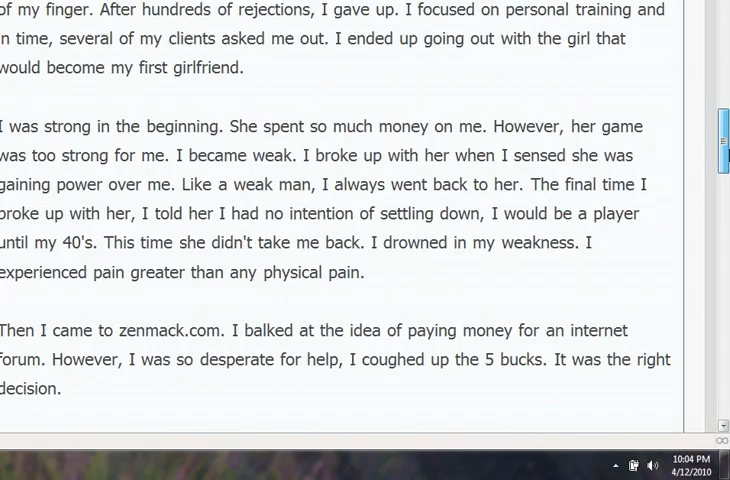 of my finger. After hundreds of rejections, I gave up. I focused on personal training and
n time, several of my clients asked me out. I ended up going out with the girl that
would become my first girlfriend.
I was strong in the beginning. She spent so much money on me. However, her game
was too strong for me. I became weak. I broke up with her when I sensed she was
gaining power over me. Like a weak man, I always went back to her. The final time I
broke up with her, I told her I had no intention of settling down, I would be a player
until my 40's. This time she didn't take me back. I drowned in my weakness. I
experienced pain greater than any physical pain.
Then I came to zenmack.com. I balked at the idea of paying money for an internet
forum. However, I was so desperate for help, I coughed up the 5 bucks. It was the right
decision.
10:04 PM
4/12/2010